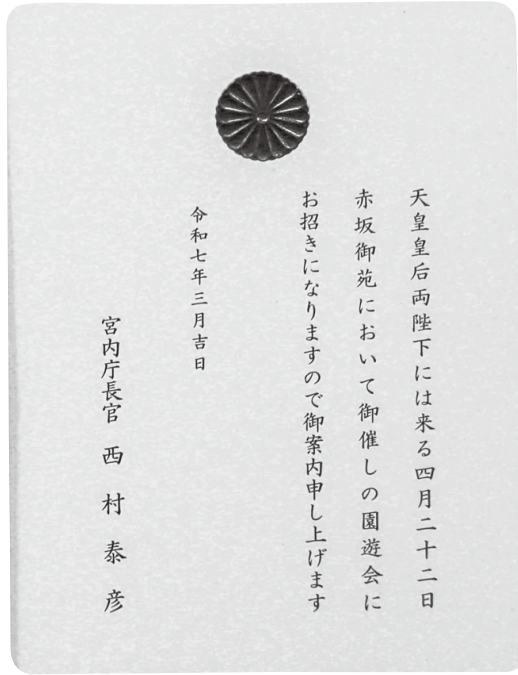 天皇皇后両陛下には来る四月二十二日
赤坂御苑において御催しの園遊会に
お招きになりますので御案内申し上げます
令和七年三月吉日
宮内庁長官 西村泰彦